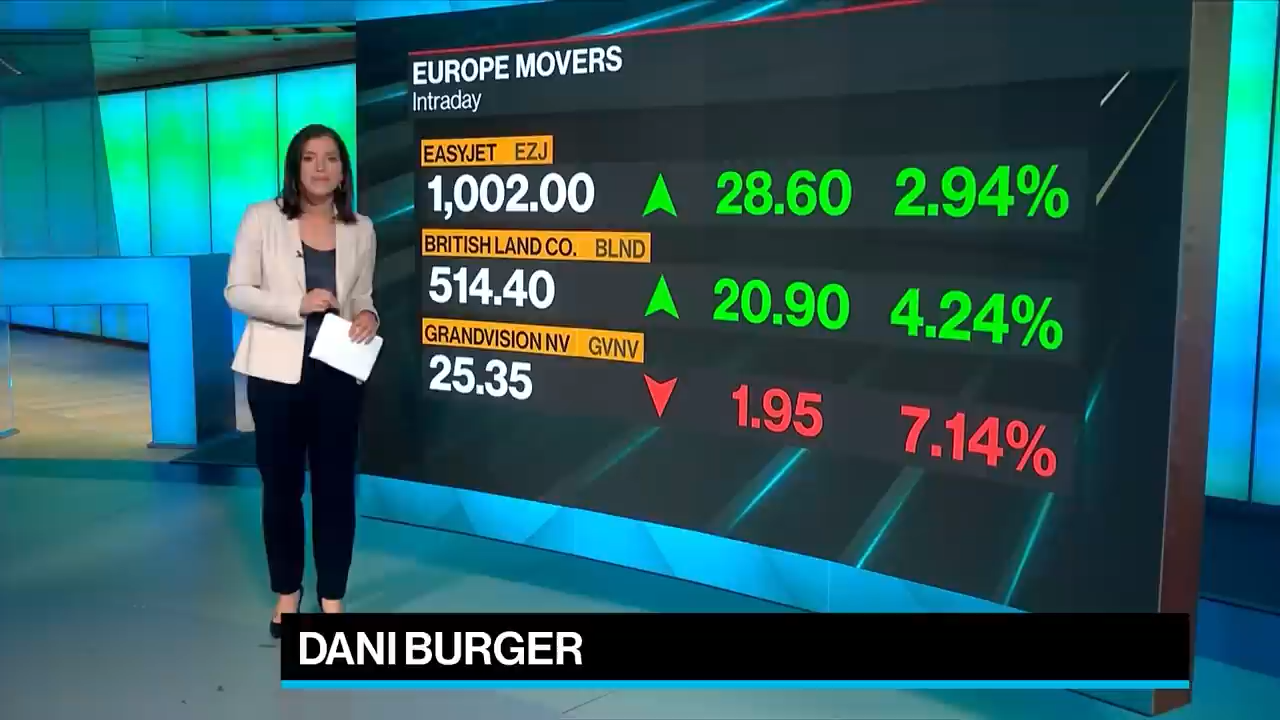 EUROPE MOVERS
Intraday
EASYJET EZJ
1,002.00 ▲ 28.60 2.94%
BRITISH LAND CO. BLND
514.40 ▲ 20.90 4.24%
GRANDVISION NV GVNV
25.35 ▼ 1.95 7.14%
DANI BURGER